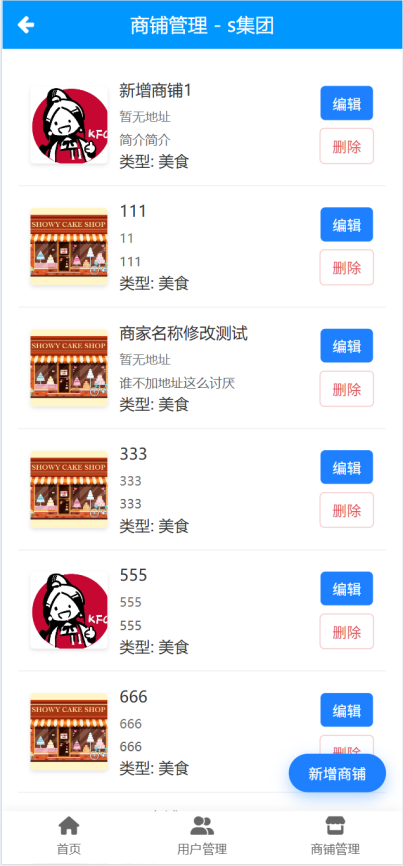 商铺管理 - s集团
新增商铺1
暂无地址
简介简介
类型: 美食
编辑
删除
KFC
111
11
111
类型: 美食
编辑
删除
SHOWY CAKE SHOP
商家名称修改测试
暂无地址
谁不加地址这么讨厌
类型: 美食
编辑
删除
SHOWY CAKE SHOP
333
333
333
类型: 美食
编辑
删除
SHOWY CAKE SHOP
555
555
555
类型: 美食
编辑
删除
KFC
666
666
666
类型: 美食
编辑
删除
SHOWY CAKE SHOP
新增商铺
首页
用户管理
商铺管理